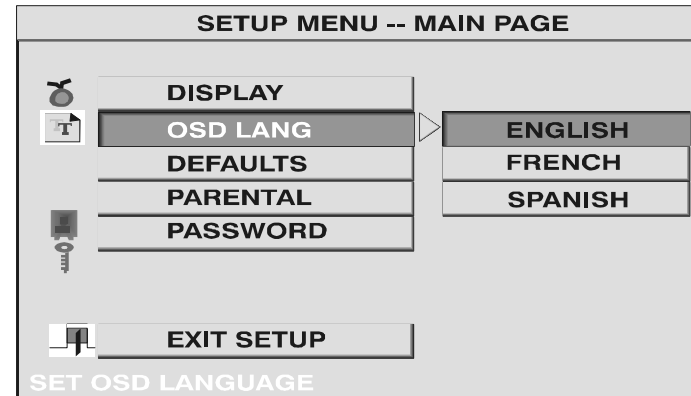 SETUP MENU -- MAIN PAGE
DISPLAY
OSD LANG
ENGLISH
DEFAULTS
FRENCH
PARENTAL
SPANISH
PASSWORD
EXIT SETUP
SET OSD LANGUAGE